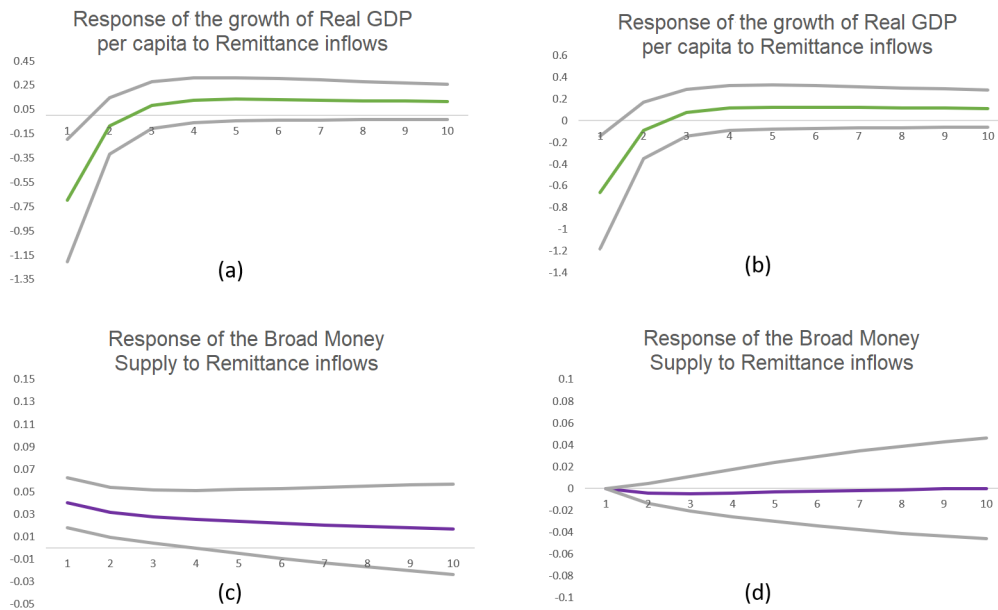 Response of the growth of Real GDP
per capita to Remittance inflows
0.45
0.25
0.05
-0.15
-0.35
-0.55
-0.75
-0.95
-1.15
-1.35
1 2 3 4 5 6 7 8 9 10
(a)
Response of the growth of Real GDP
per capita to Remittance inflows
0.6
0.4
0.2
0
-0.2
-0.4
-0.6
-0.8
-1
-1.2
-1.4
1 2 3 4 5 6 7 8 9 10
(b)
Response of the Broad Money
Supply to Remittance inflows
0.15
0.13
0.11
0.09
0.07
0.05
0.03
0.01
-0.01
-0.03
-0.05
1 2 3 4 5 6 7 8 9 10
(c)
Response of the Broad Money
Supply to Remittance inflows
0.1
0.08
0.06
0.04
0.02
0
-0.02
-0.04
-0.06
-0.08
-0.1
1 2 3 4 5 6 7 8 9 10
(d)